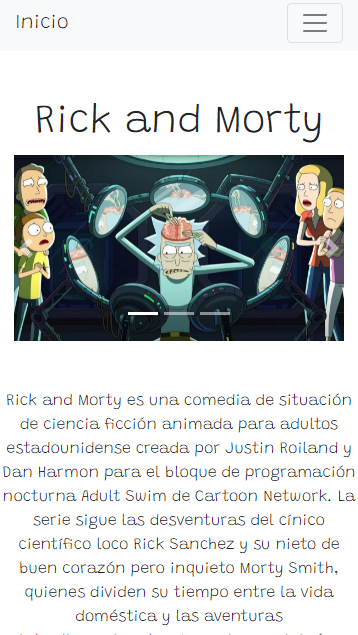 Inicio
Rick and Morty
Rick and Morty es una comedia de situación
de ciencia ficción animada para adultos
estadounidense creada por Justin Roiland y
Dan Harmon para el bloque de programación
nocturna Adult Swim de Cartoon Network. La
serie sigue las desventuras del cínico
científico loco Rick Sanchez y su nieto de
buen corazón pero inquieto Morty Smith,
quienes dividen su tiempo entre la vida
doméstica y las aventuras